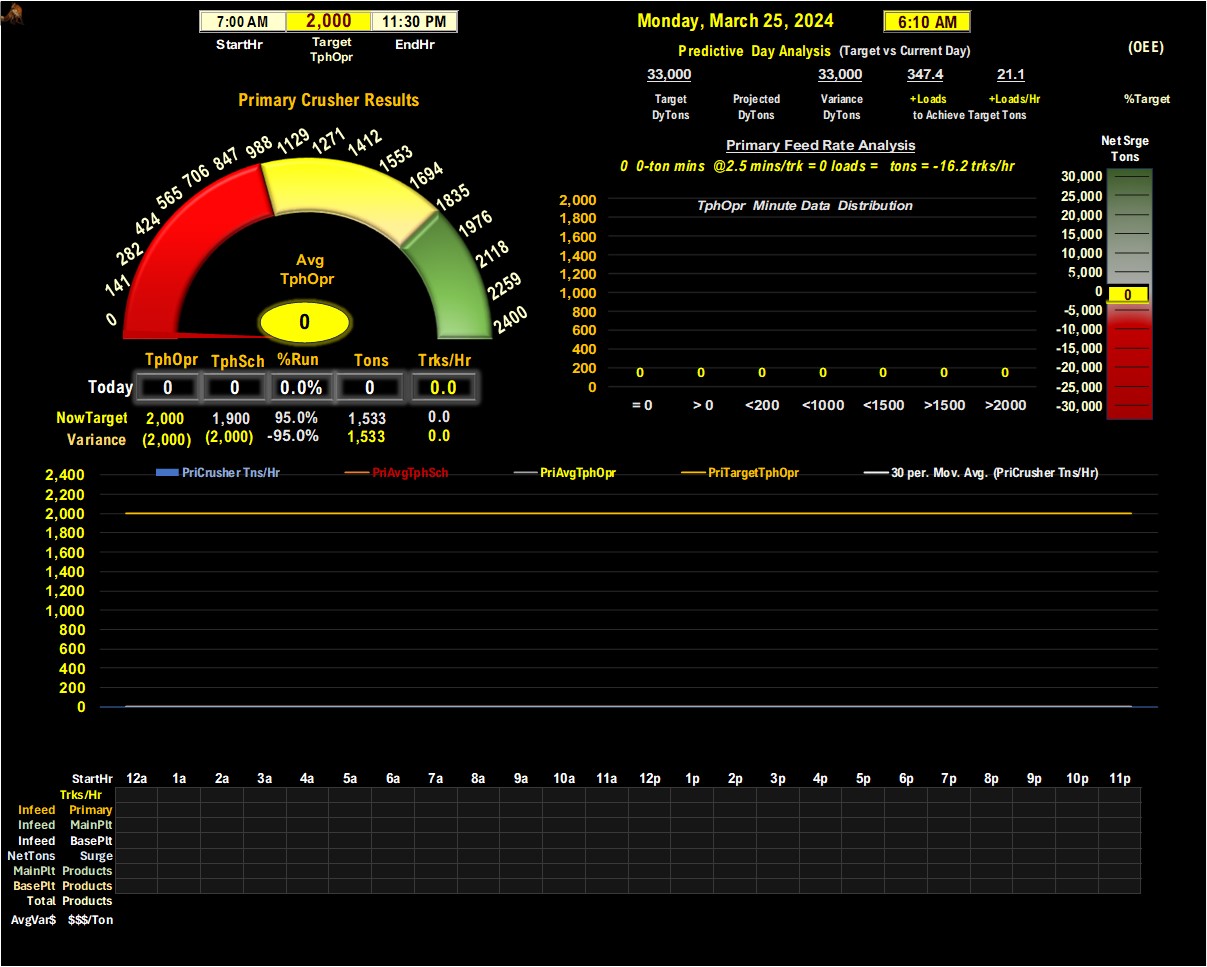 7:00 AM 2,000 11:30 PM
StartHr Target EndHr
TphOpr
Monday, March 25, 2024 6:10 AM
Predictive Day Analysis (Target vs Current Day)
(OEE)
33,000 33,000 347.4 21.1
Target Projected Variance +Loads +Loads/Hr %Target
DyTons DyTons DyTons to Achieve Target Tons
Primary Crusher Results
0
141
282
424
565
706
847
988
1129
1271
1412
1553
1694
1835
1976
2118
2259
2400
Avg
TphOpr
0
TphOpr TphSch %Run Tons Trks/Hr
Today 0 0 0.0% 0 0.0
NowTarget 2,000 1,900 95.0% 1,533 0.0
Variance (2,000) (2,000) -95.0% 1,533 0.0
Primary Feed Rate Analysis
0 0-ton mins @2.5 mins/trk = 0 loads = tons = -16.2 trks/hr
TphOpr Minute Data Distribution
2,000
1,800
1,600
1,400
1,200
1,000
800
600
400
200
0
0 0 0 0 0 0 0
= 0 > 0 <200 <1000 <1500 >1500 >2000
Net Srge
Tons
30,000
25,000
20,000
15,000
10,000
5,000
0
-5,000
-10,000
-15,000
-20,000
-25,000
-30,000
0
PriCrusher Tns/Hr PriAvgTphSch PriAvgTphOpr PriTargetTphOpr 30 per. Mov. Avg. (PriCrusher Tns/Hr)
2,400
2,200
2,000
1,800
1,600
1,400
1,200
1,000
800
600
400
200
0
StartHr 12a 1a 2a 3a 4a 5a 6a 7a 8a 9a 10a 11a 12p 1p 2p 3p 4p 5p 6p 7p 8p 9p 10p 11p
Trks/Hr
Infeed Primary
Infeed MainPlt
Infeed BasePlt
NetTons Surge
MainPlt Products
BasePlt Products
Total Products
AvgVar$ $$$/Ton